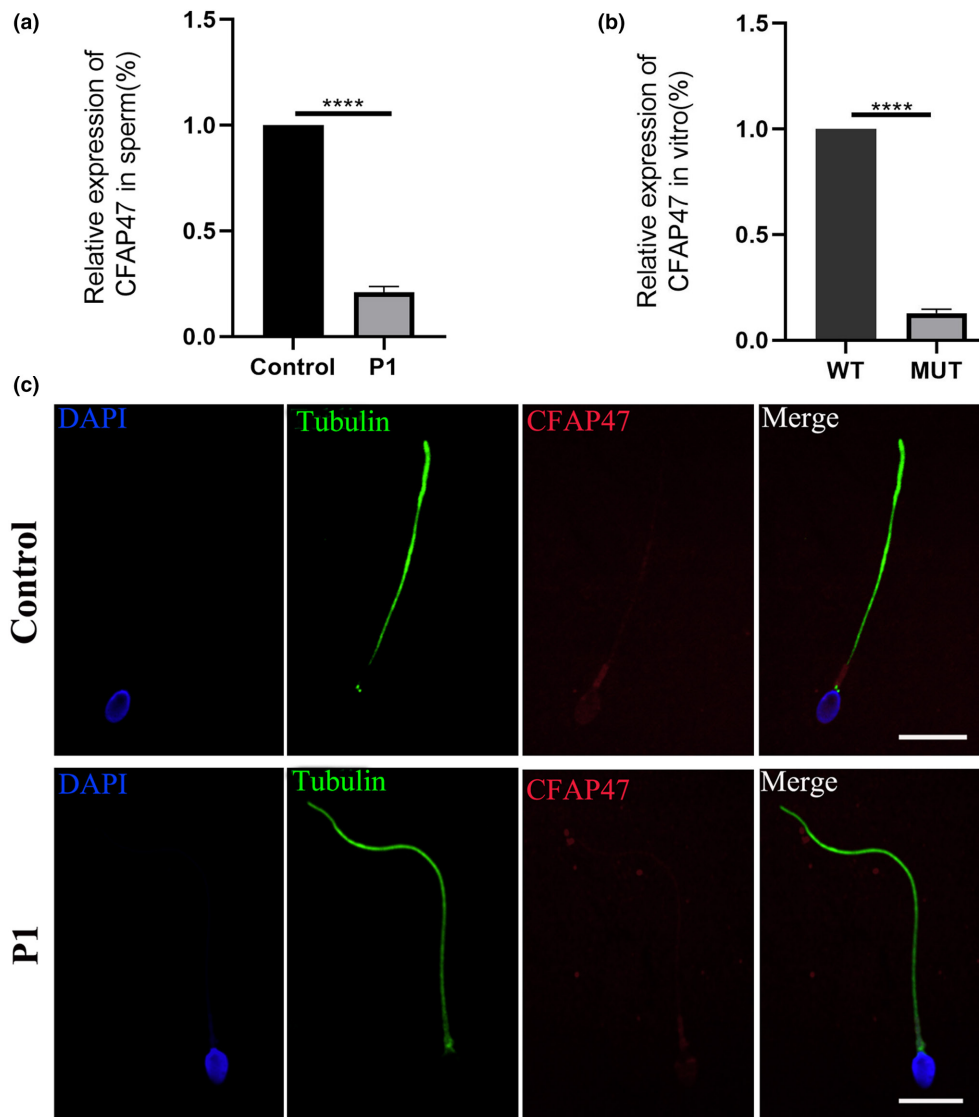 (a)
Relative expression of
CFAP47 in sperm(%)
1.5
1.0
0.5
0.0
****
Control P1
(b)
Relative expression of
CFAP47 in vitro(%)
1.5
1.0
0.5
0.0
****
WT MUT
(c)
Control
DAPI Tubulin CFAP47 Merge
P1
DAPI Tubulin CFAP47 Merge